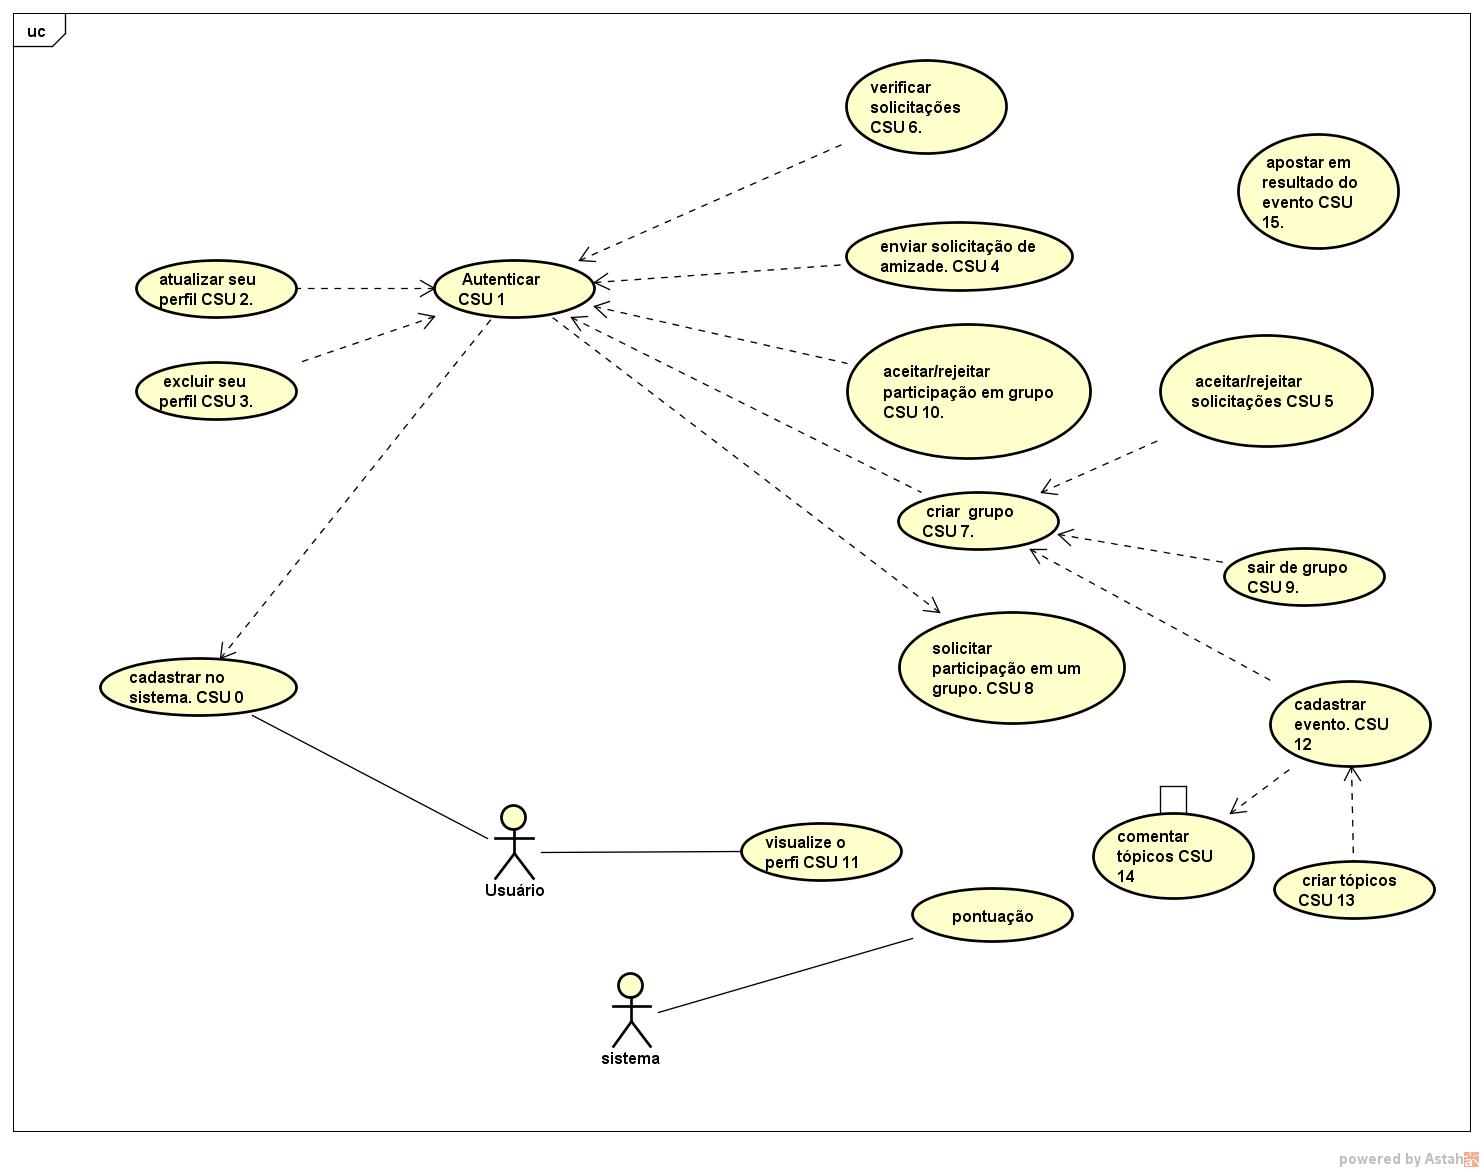 uc
verificar
solicitações
CSU 6.
apostar em
resultado do
evento CSU
15.
enviar solicitação de
amizade. CSU 4
atualizar seu
perfil CSU 2.
Autenticar
CSU 1
excluir seu
perfil CSU 3.
aceitar/rejeitar
participação em grupo
CSU 10.
aceitar/rejeitar
solicitações CSU 5
criar grupo
CSU 7.
sair de grupo
CSU 9.
solicitar
participação em um
grupo. CSU 8
cadastrar no
sistema. CSU 0
cadastrar
evento. CSU
12
Usuário
visualize o
perfi CSU 11
comentar
tópicos CSU
14
criar tópicos
CSU 13
pontuação
sistema
powered by Astah